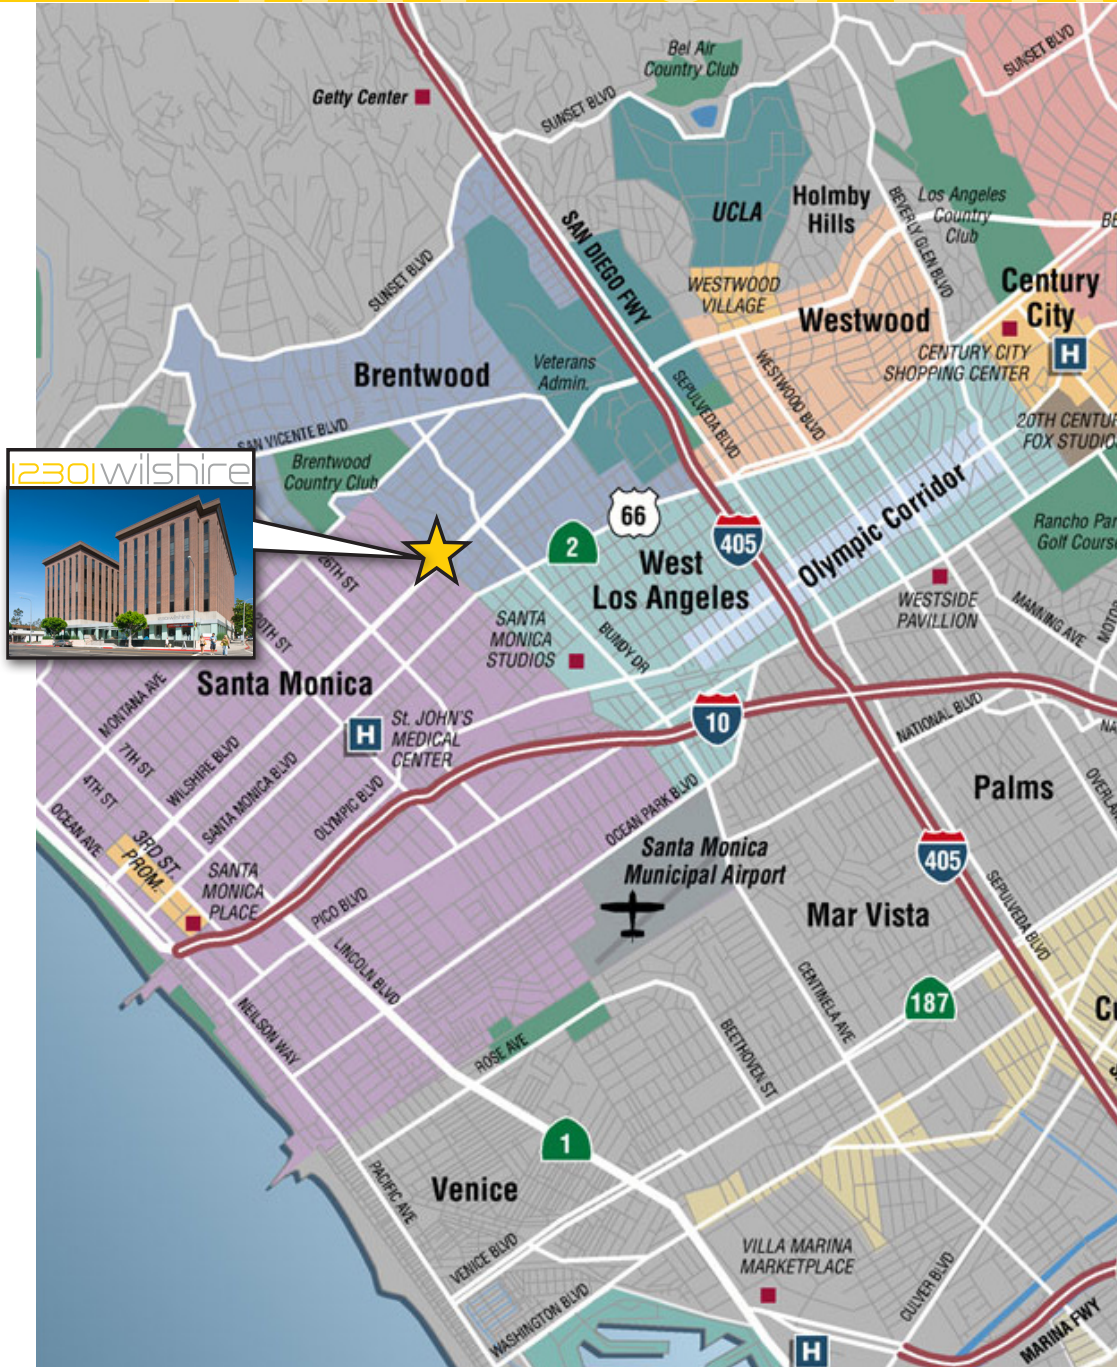 Bel Air
Country Club
SUNSET BLVD
Getty Center
SUNSET BLVD
UCLA
Holmby
Hills
BEVERLY GLEN BLVD
Los Angeles
Country
Club
SAN DIEGO FWY
SUNSET BLVD
WESTWOOD
VILLAGE
Century
City
Westwood
Brentwood
Veterans
Admin.
CENTURY CITY
SHOPPING CENTER
H
SEPULVEDA BLVD
WESTWOOD BLVD
20TH CENTUR
FOX STUDIO
SAN VICENTE BLVD
Brentwood
Country Club
12301wilshire
66
2
405
Olympic Corridor
Rancho Par
Golf Course
West
Los Angeles
26TH ST
20TH ST
SANTA
MONICA
STUDIOS
BUNDY DR
WESTSIDE
PAVILLION
MANNING AVE
MOTO
Santa Monica
MONTANA AVE
H
St. JOHN'S
MEDICAL
CENTER
10
NATIONAL BLVD
NA
7TH ST
WILSHIRE BLVD
SANTA MONICA BLVD
4TH ST
OLYMPIC BLVD
OCEAN AVE
OCEAN PARK BLVD
Palms
OVERLA
3RD ST.
PROM.
SANTA
MONICA
PLACE
Santa Monica
Municipal Airport
405
SEPULVEDA BLVD
PICO BLVD
Mar Vista
LINCOLN BLVD
CENTINELA AVE
187
NEILSON WAY
ROSE AVE
BEETHOVEN ST
1
PACIFIC AVE
Venice
VENICE BLVD
VILLA MARINA
MARKETPLACE
CULVER BLVD
WASHINGTON BLVD
H
MARINA FWY